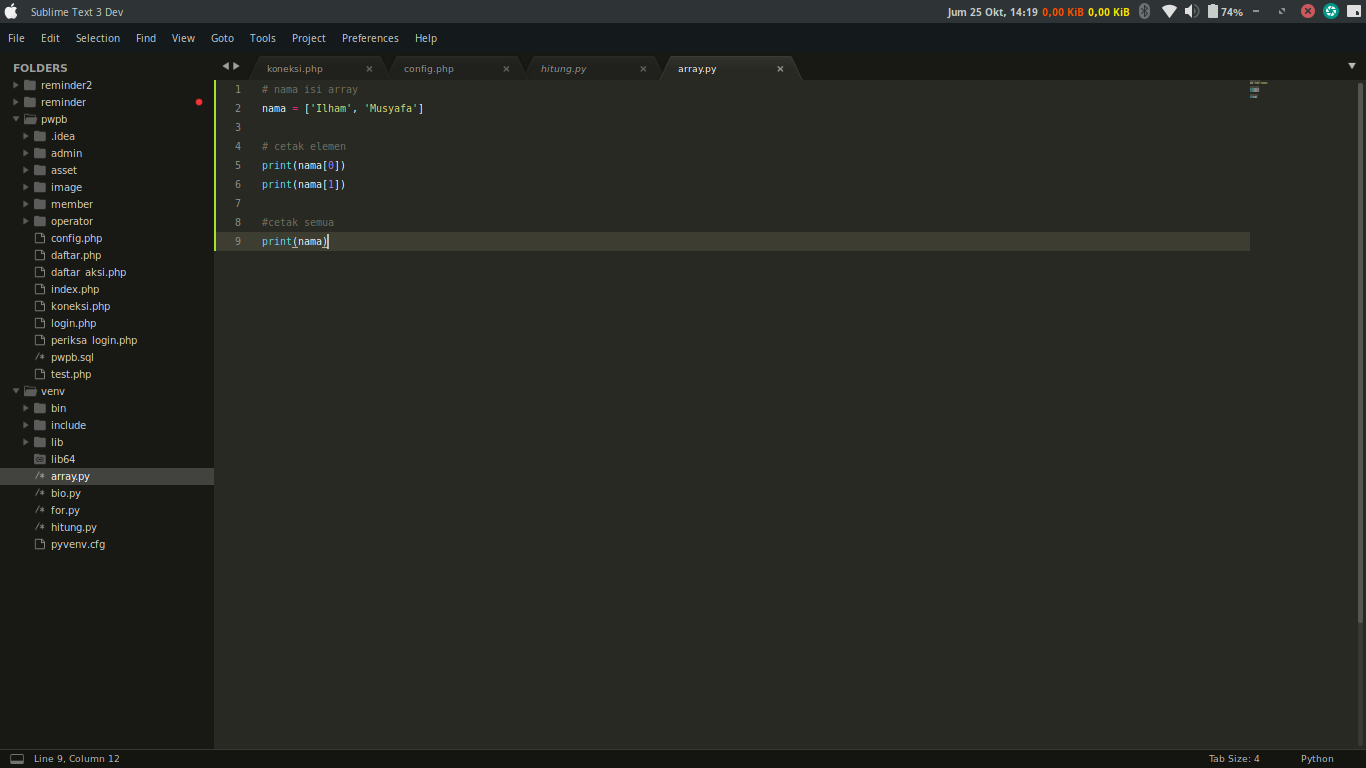 Sublime Text 3 Dev
Jum 25 Okt, 14:19 0,00 KiB 0,00 KiB 74%
File Edit Selection Find View Goto Tools Project Preferences Help
FOLDERS
reminder2
reminder
pwpb
.idea
admin
asset
image
member
operator
config.php
daftar.php
daftar_aksi.php
index.php
koneksi.php
login.php
periksa_login.php
/* pwpb.sql
test.php
venv
bin
include
lib
lib64
/* array.py
/* bio.py
/* for.py
/* hitung.py
pyvenv.cfg
koneksi.php × config.php × hitung.py × array.py ×
1 # nama isi array
2 nama = ['Ilham', 'Musyafa']
3
4 # cetak elemen
5 print(nama[0])
6 print(nama[1])
7
8 #cetak semua
9 print(nama)
Line 9, Column 12
Tab Size: 4 Python